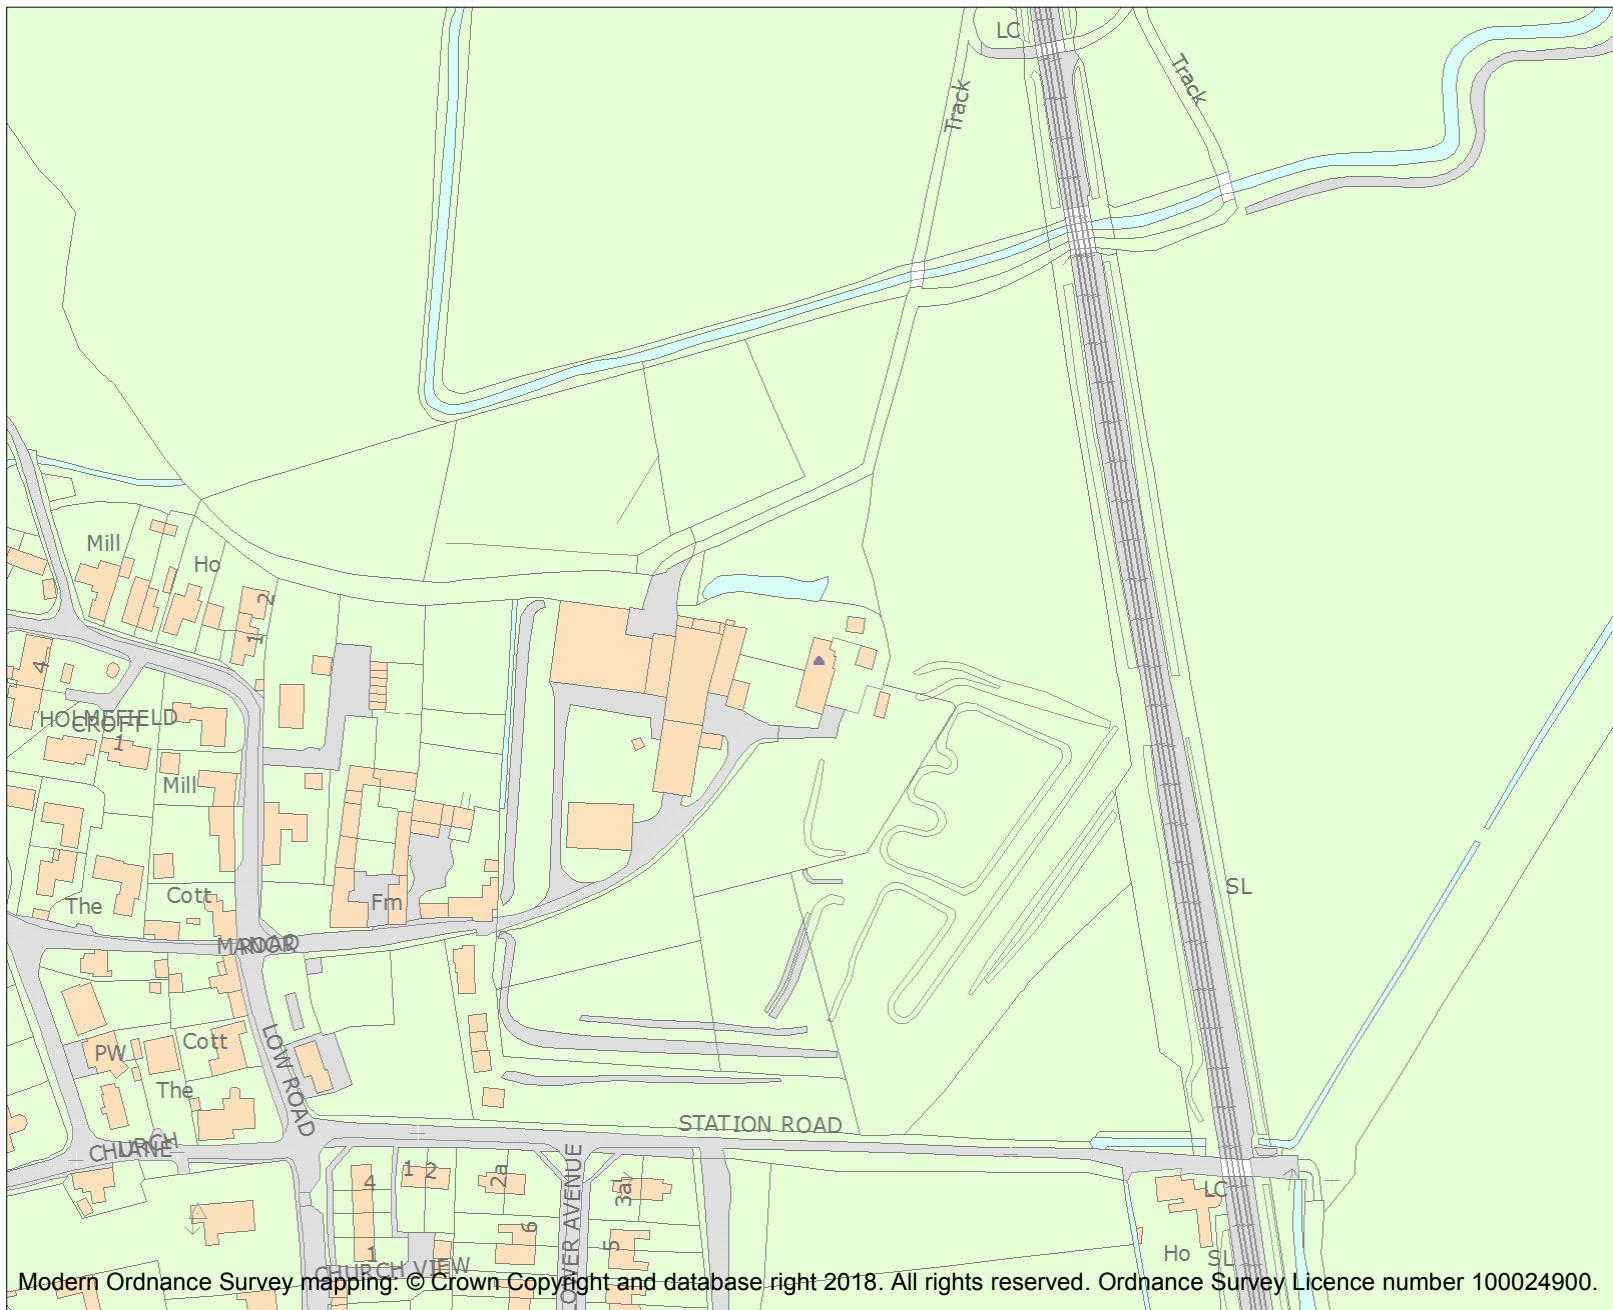 LC
Track
Track
Mill
Ho
2
1
4
HOLMEFIELD
CROFT
1
Mill
The
Cott
Fm
MANOR
ROAD
SL
PW
Cott
The
LOW ROAD
STATION ROAD
CHURCH
LANE
1
2
2a
4
3a
LOWER AVENUE
6
5
1
CHURCH VIEW
LC
Ho
SL
Modern Ordnance Survey mapping: © Crown Copyright and database right 2018. All rights reserved. Ordnance Survey Licence number 100024900.